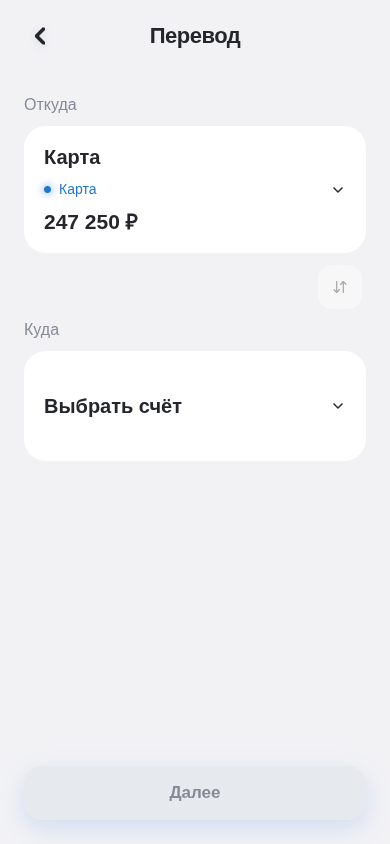 Перевод
Откуда
Карта
Карта
247 250 ₽
Куда
Выбрать счёт
Далее